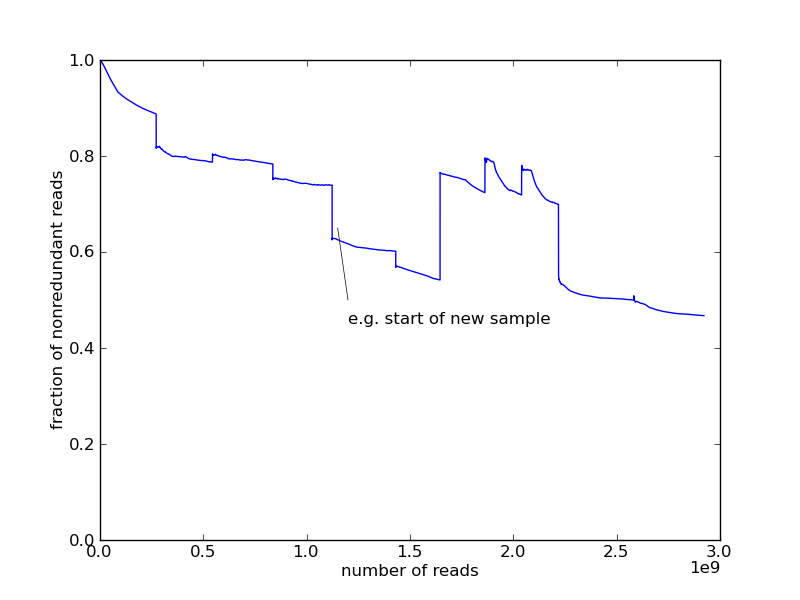 1.0
0.8
0.6
0.4
0.2
0.0
fraction of nonredundant reads
e.g. start of new sample
0.0 0.5 1.0 1.5 2.0 2.5 3.0
1e9
number of reads